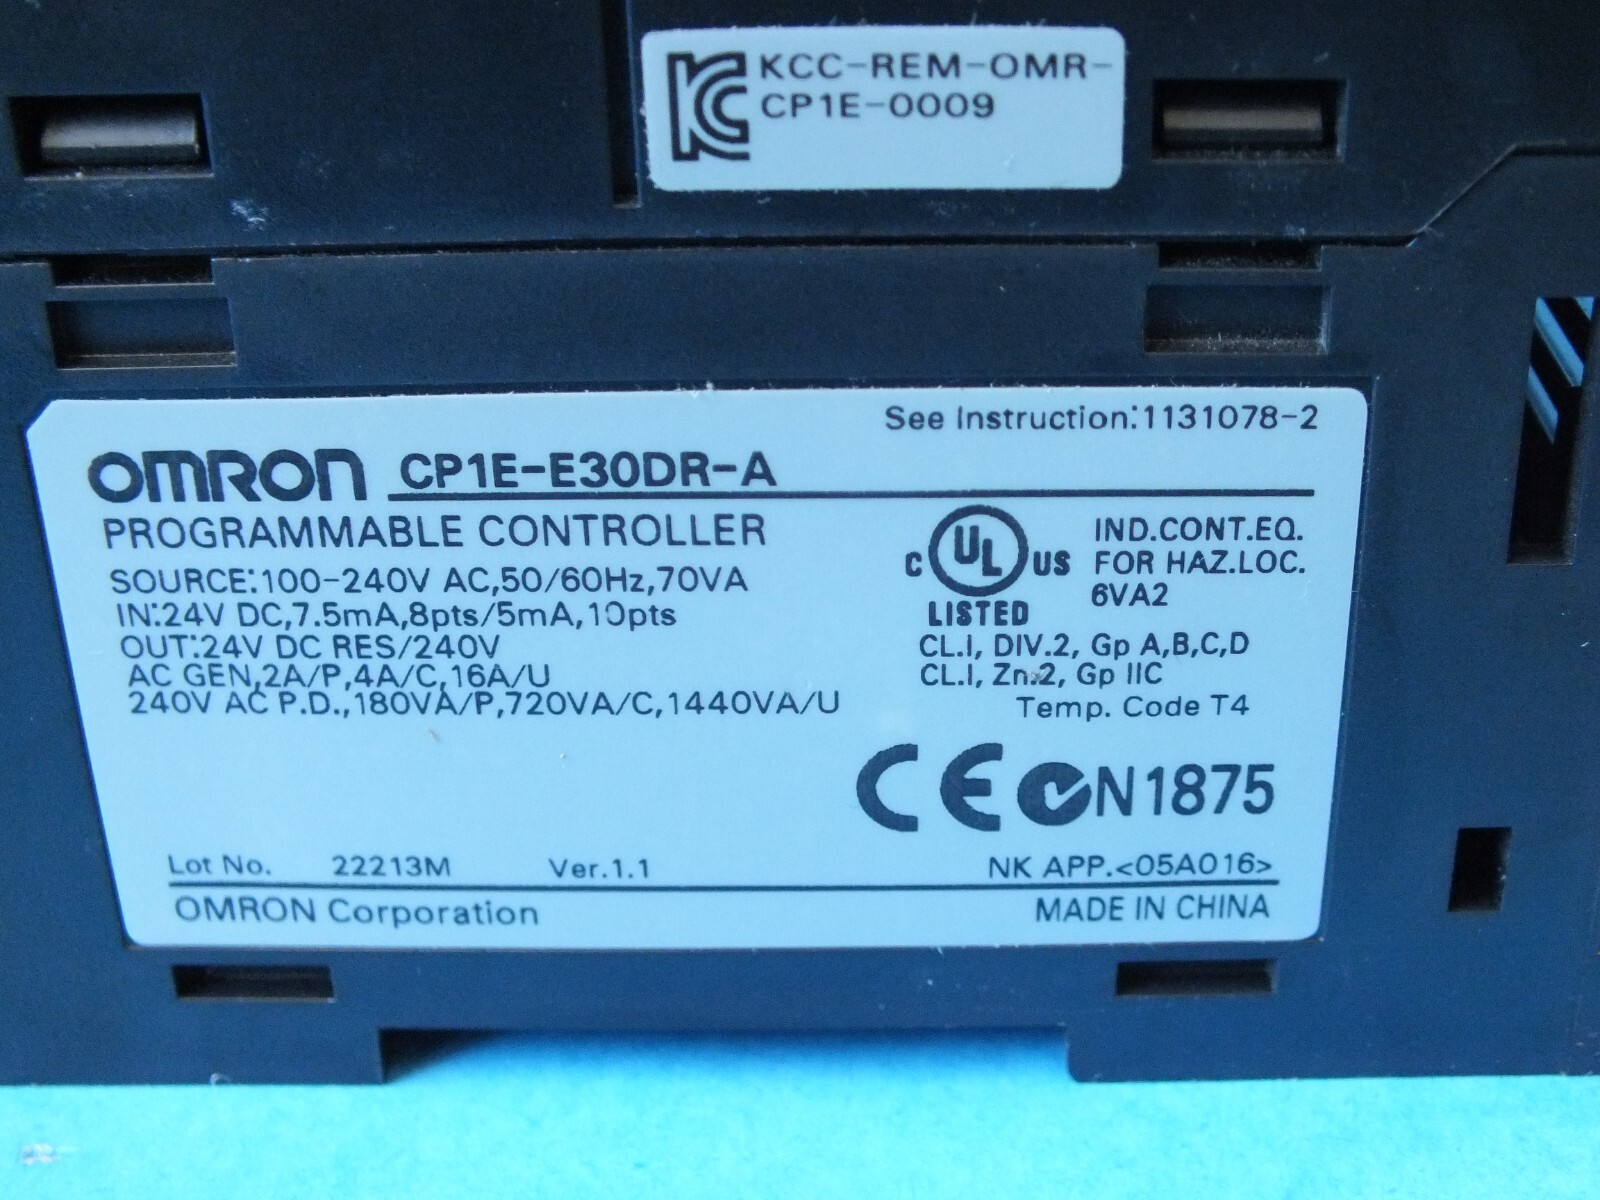 KCC-REM-OMR-
CP1E-0009
See Instruction:1131078-2
OMRON CP1E-E30DR-A
PROGRAMMABLE CONTROLLER
SOURCE:100-240V AC,50/60Hz,70VA
IN:24V DC,7.5mA,8pts/5mA,10pts
OUT:24V DC RES/240V
AC GEN,2A/P,4A/C,16A/U
240V AC P.D.,180VA/P,720VA/C,1440VA/U
C UL US
LISTED
IND.CONT.EQ.
FOR HAZ.LOC.
6VA2
CL.I, DIV.2, Gp A,B,C,D
CL.I, Zn.2, Gp IIC
Temp. Code T4
CE N1875
Lot No. 22213M Ver.1.1 NK APP.<05A016>
OMRON Corporation MADE IN CHINA